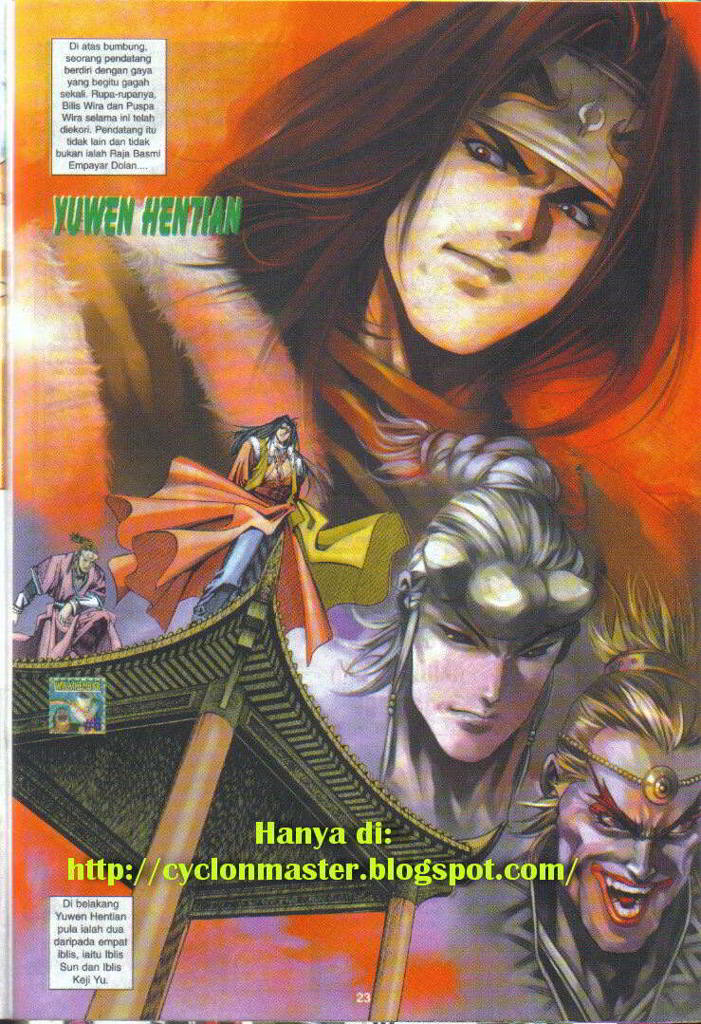 Di atas bumbung,
seorang pendatang
berdiri dengan gaya
yang begitu gagah
sekali. Rupa-rupanya,
Bilis Wira dan Puspa
Wira selama ini telah
diekori. Pendatang itu
tidak lain dan tidak
bukan ialah Raja Basmi
Empayar Dolan....
YUWEN HENTIAN
Hanya di:
http://cyclonmaster.blogspot.com/
Di belakang
Yuwen Hentian
pula ialah dua
daripada empat
iblis, iaitu Iblis
Sun dan Iblis
Keji Yu.
23